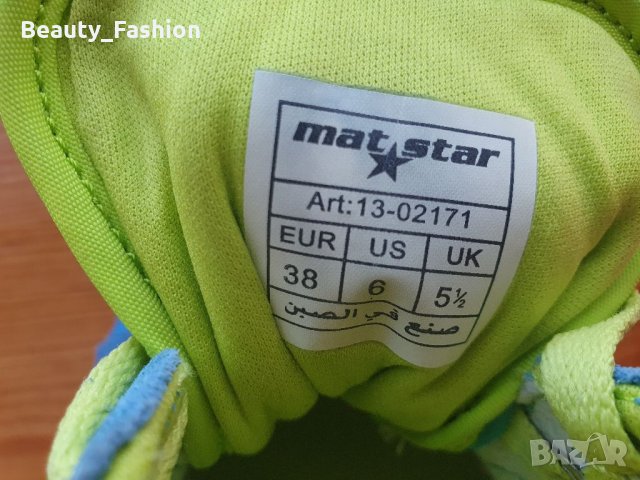 Beauty_Fashion
mat star
Art:13-02171
EUR US UK
38 6 5½
صنع في الصين
BAZAR